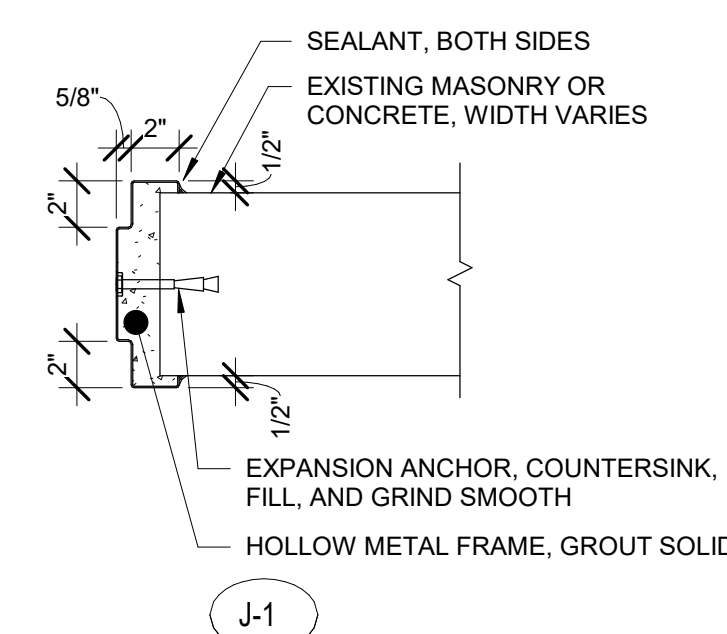 SEALANT, BOTH SIDES
EXISTING MASONRY OR
CONCRETE, WIDTH VARIES
5/8"
2"
1/2"
2"
2"
1/2"
EXPANSION ANCHOR, COUNTERSINK,
FILL, AND GRIND SMOOTH
HOLLOW METAL FRAME, GROUT SOLID
J-1